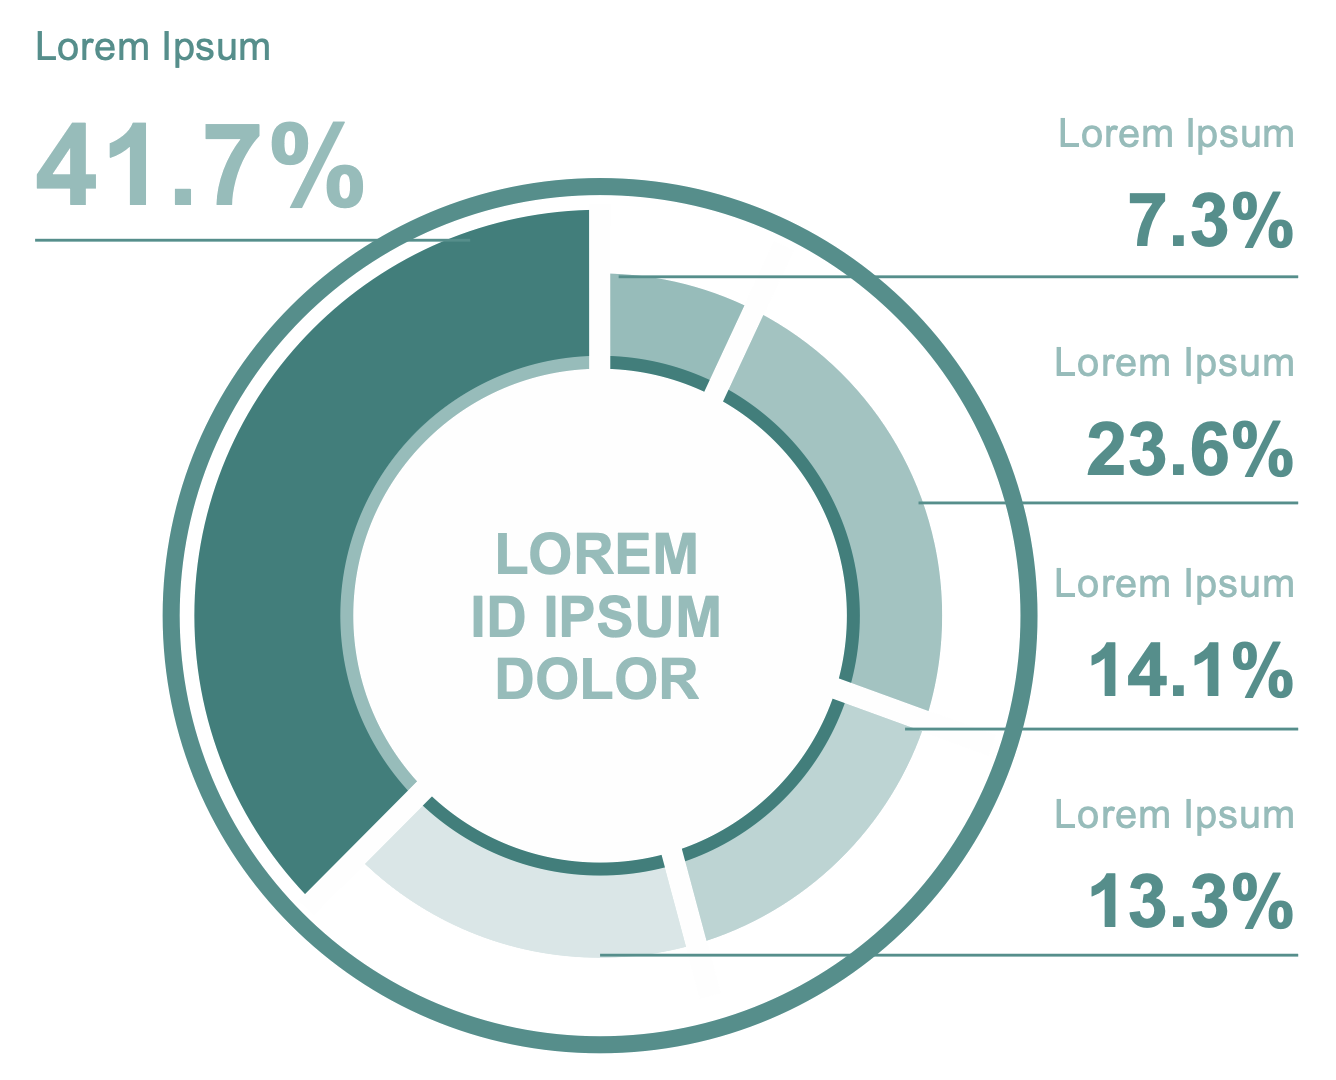 Lorem Ipsum
41.7%
Lorem Ipsum
7.3%
Lorem Ipsum
23.6%
Lorem Ipsum
14.1%
Lorem Ipsum
13.3%
LOREM
ID IPSUM
DOLOR